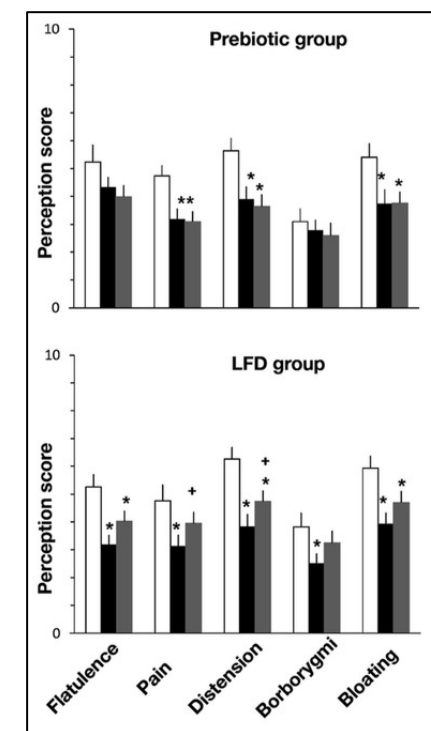 10
Prebiotic group
Perception score
* *
* *
* *
0
10
LFD group
Perception score
* *
* +
* + *
*
* *
0
Flatulence
Pain
Distension
Borborygmi
Bloating